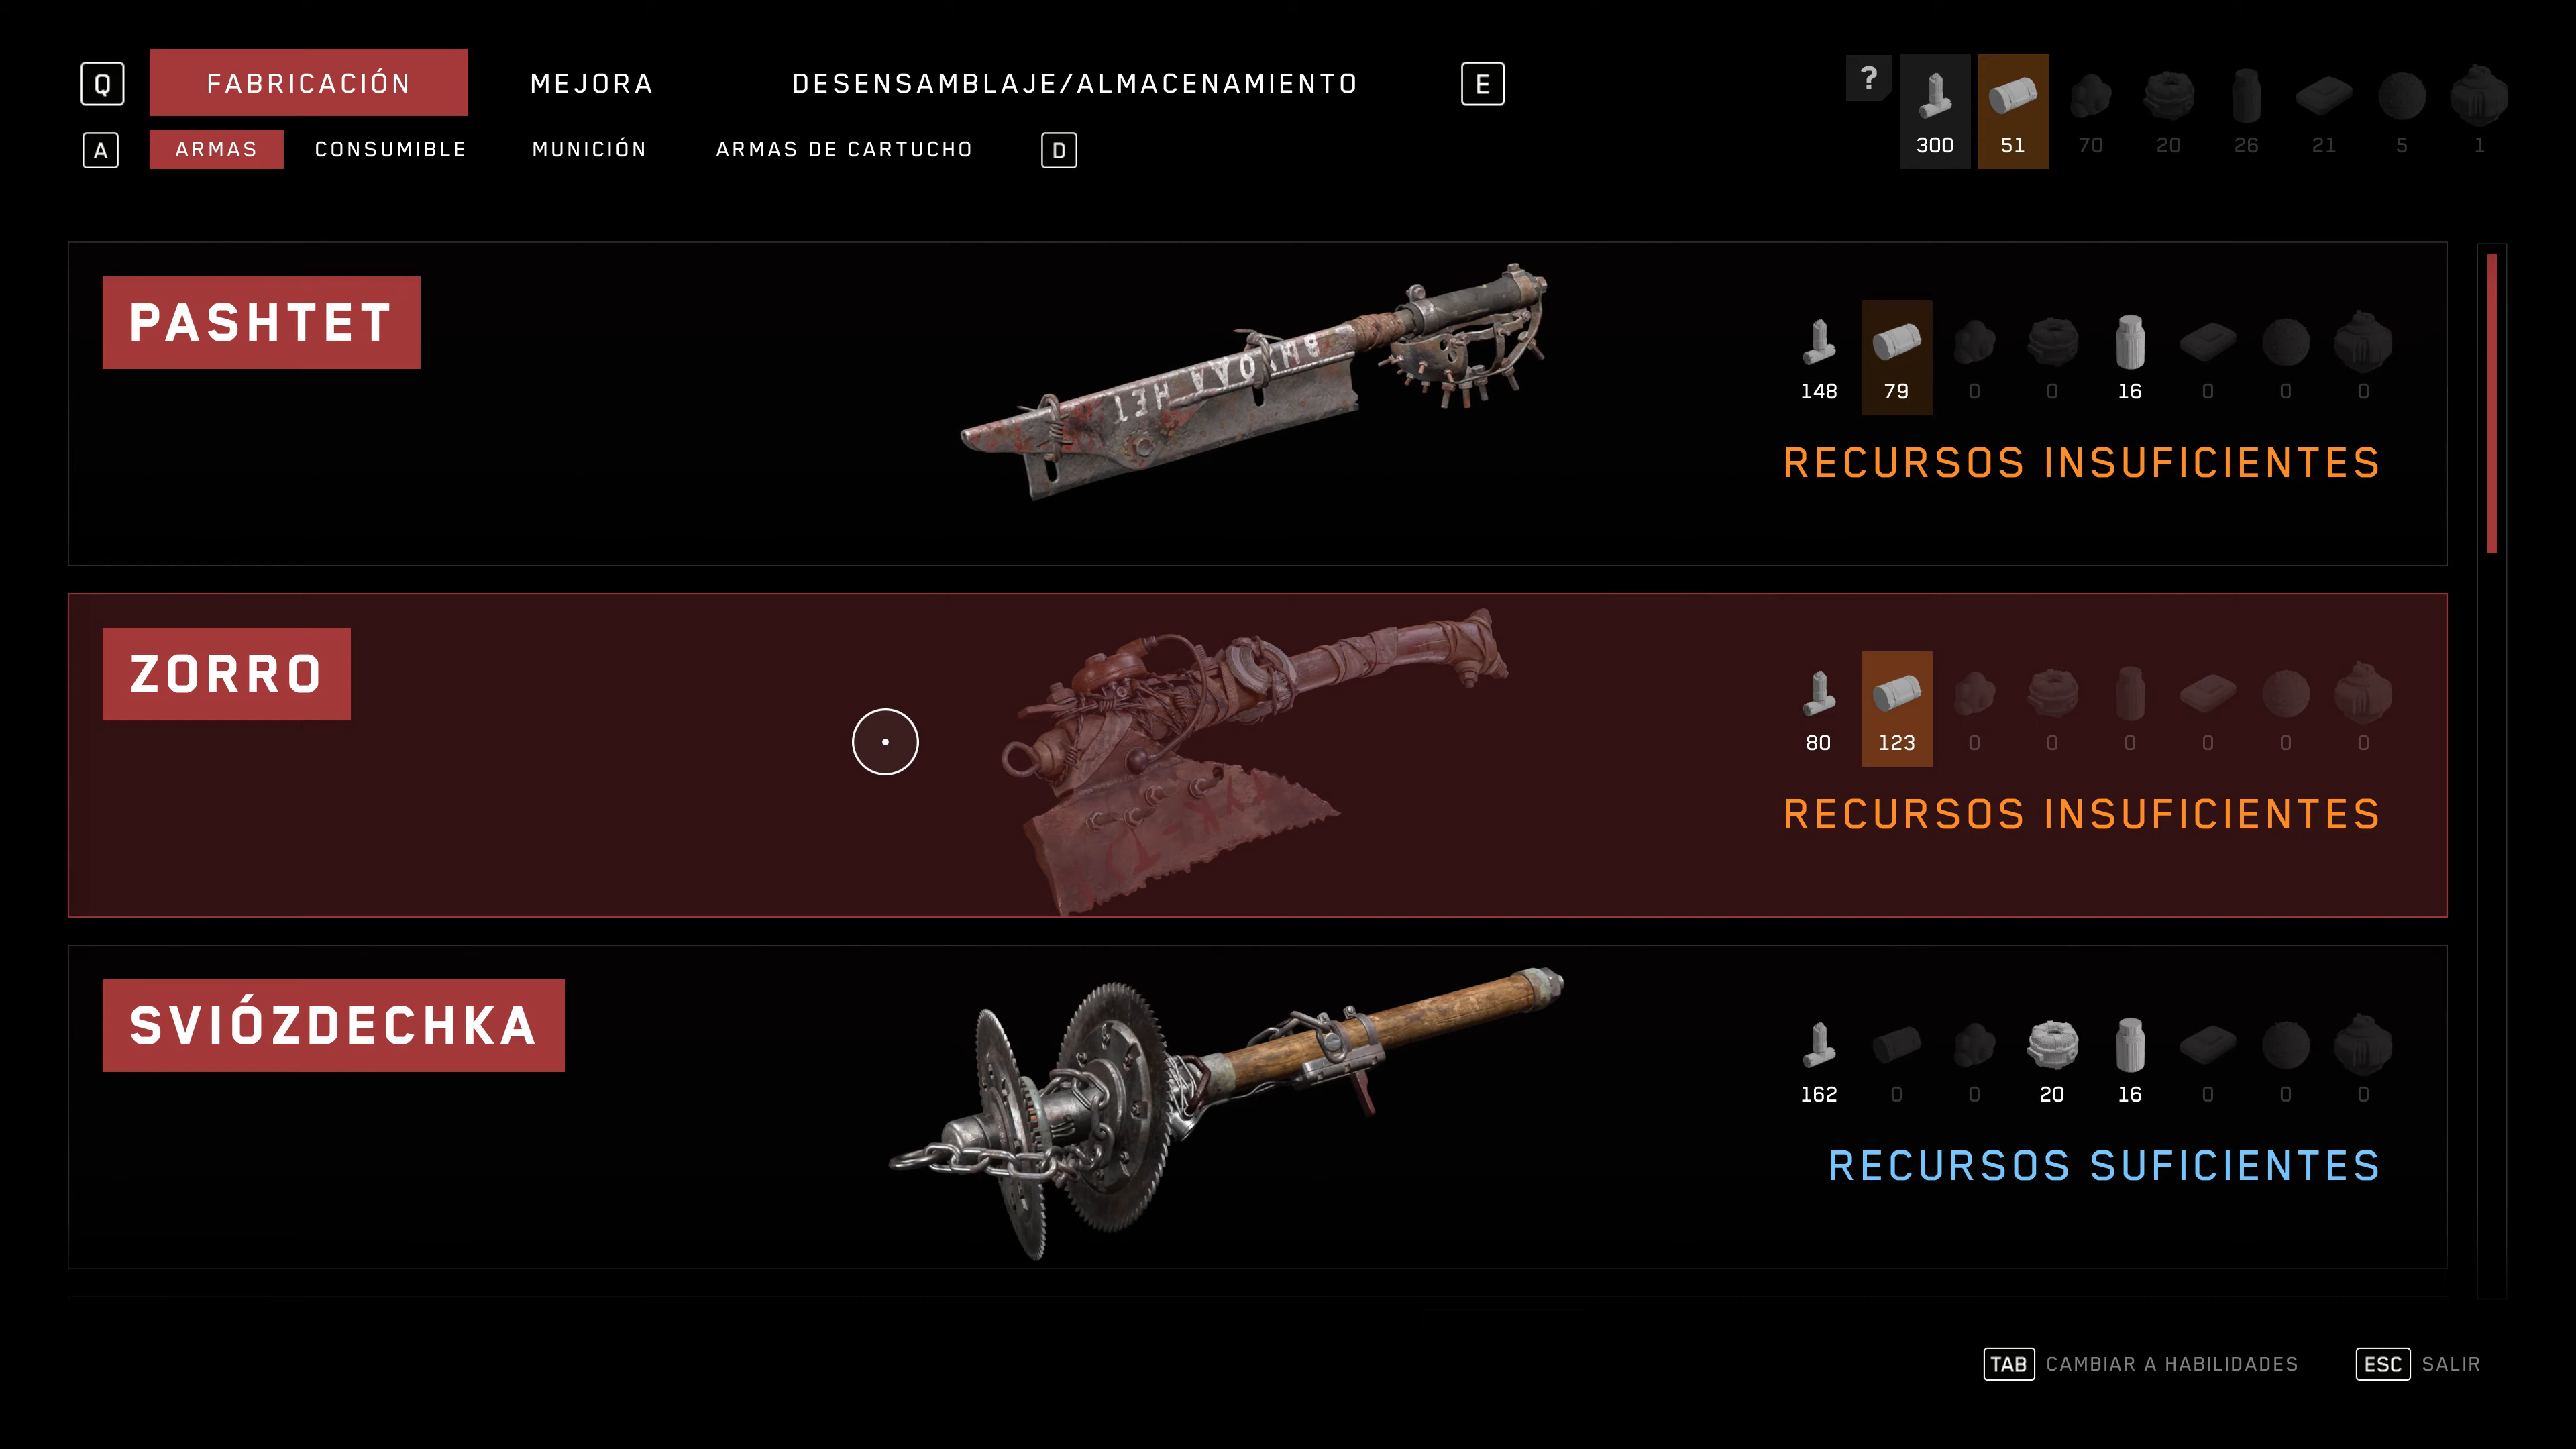 Q FABRICACIÓN MEJORA DESENSAMBLAJE/ALMACENAMIENTO E
?
300 51 70 20 26 21 5 1
A ARMAS CONSUMIBLE MUNICIÓN ARMAS DE CARTUCHO D
PASHTET
148 79 0 0 16 0 0 0
RECURSOS INSUFICIENTES
ZORRO
80 123 0 0 0 0 0 0
RECURSOS INSUFICIENTES
SVIÓZDECHKA
162 0 0 20 16 0 0 0
RECURSOS SUFICIENTES
TAB CAMBIAR A HABILIDADES ESC SALIR